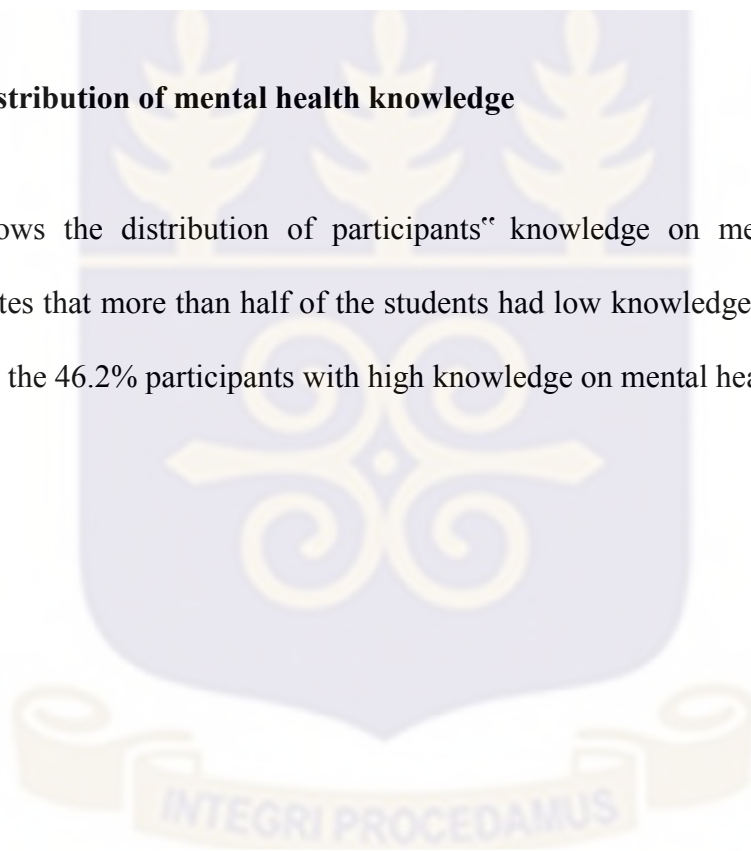 stribution of mental health knowledge
ows the distribution of participants‟ knowledge on me
tes that more than half of the students had low knowledge
the 46.2% participants with high knowledge on mental hea
INTEGRI PROCEDAMUS